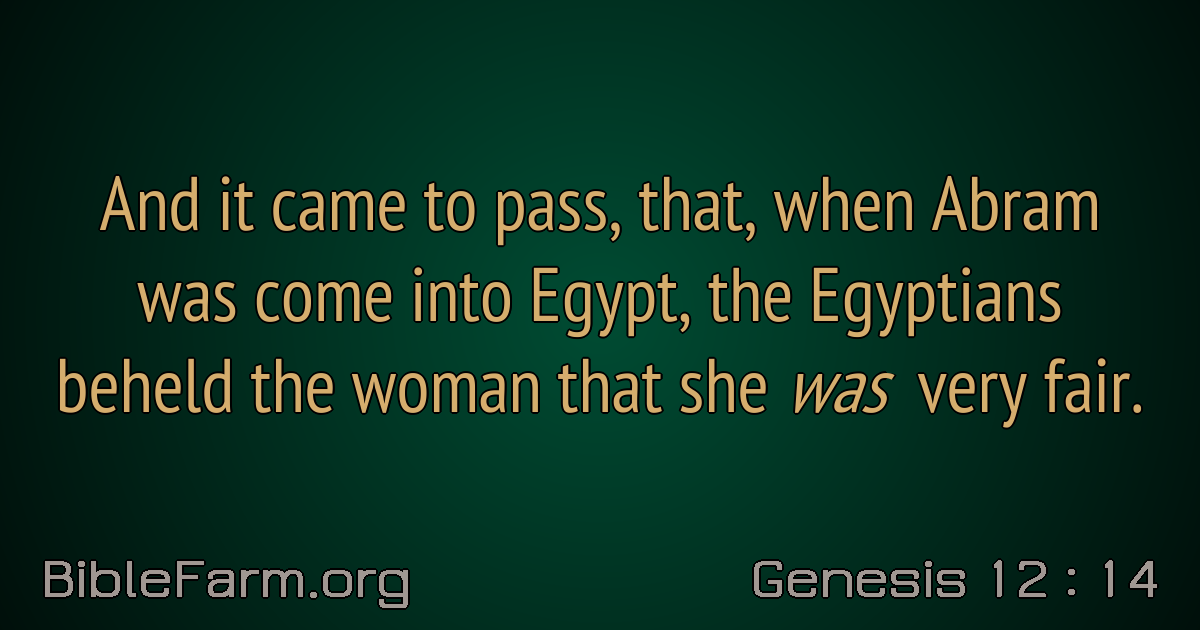 And it came to pass, that, when Abram
was come into Egypt, the Egyptians
beheld the woman that she was very fair.
BibleFarm.org
Genesis 12 : 14